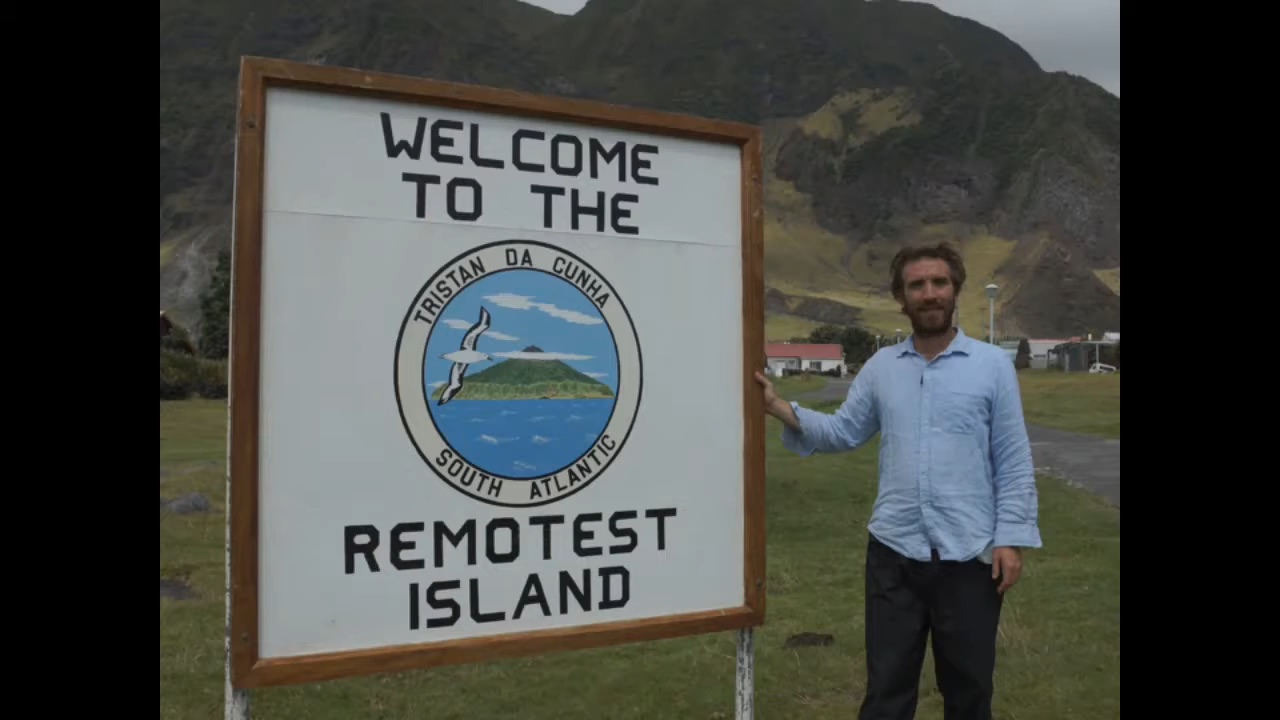 WELCOME
TO THE
TRISTAN DA CUNHA
SOUTH ATLANTIC
REMOTEST
ISLAND